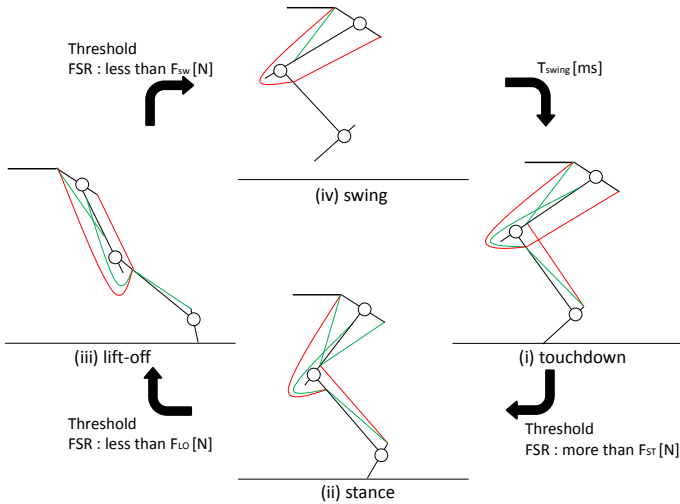 Threshold
FSR : less than Fsw [N]
Tswing [ms]
(iv) swing
(iii) lift-off
(i) touchdown
Threshold
FSR : less than FLO [N]
Threshold
FSR : more than FST [N]
(ii) stance